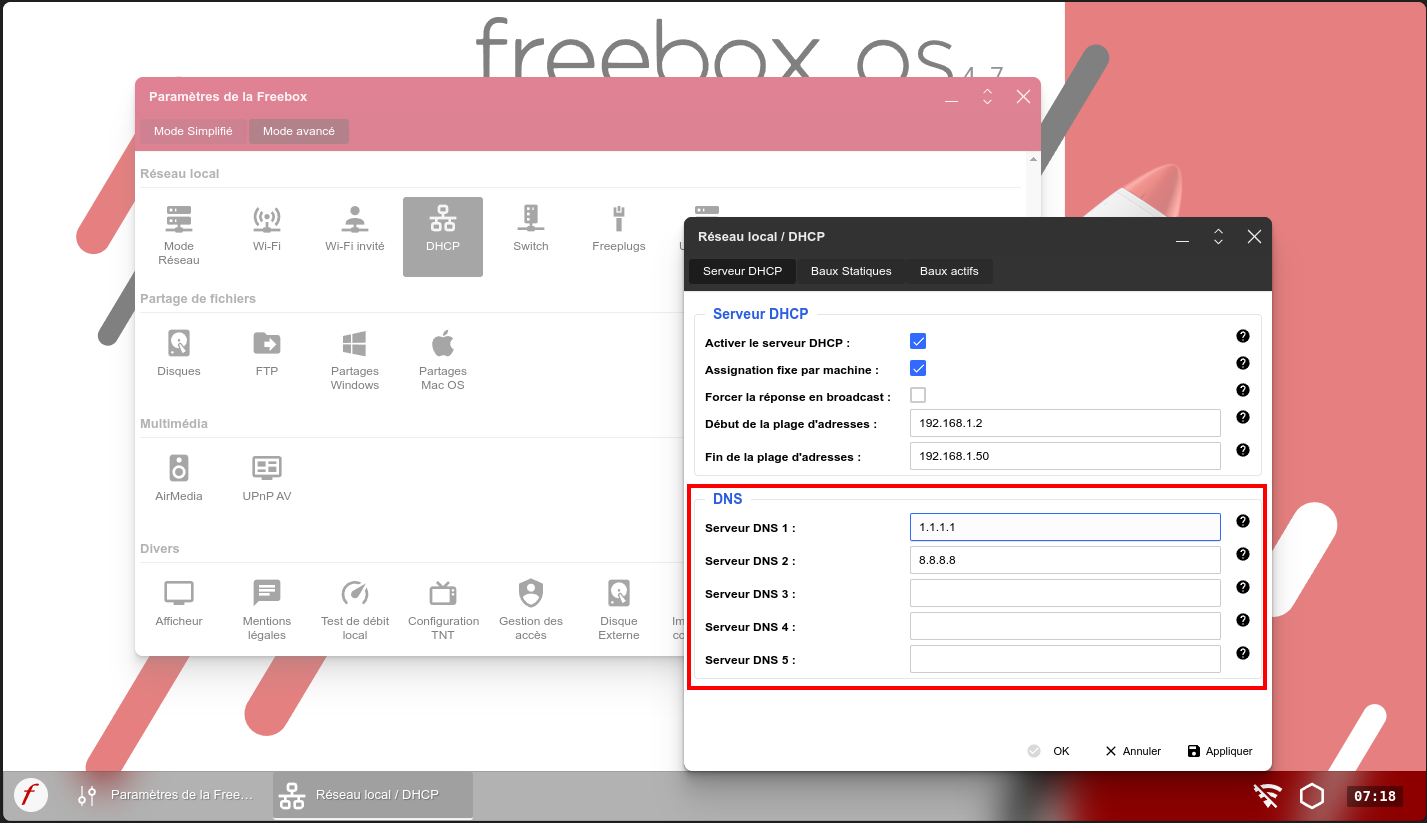 freebox os 4.7
Paramètres de la Freebox
Mode Simplifié
Mode avancé
Réseau local
Mode
Réseau
Wi-Fi
Wi-Fi invité
DHCP
Switch
Freeplugs
Partage de fichiers
Disques
FTP
Partages
Windows
Partages
Mac OS
Multimédia
AirMedia
UPnP AV
Divers
Afficheur
Mentions
légales
Test de débit
local
Configuration
TNT
Gestion des
accès
Disque
Externe
Réseau local / DHCP
Serveur DHCP
Baux Statiques
Baux actifs
Serveur DHCP
Activer le serveur DHCP :
Assignation fixe par machine :
Forcer la réponse en broadcast :
Début de la plage d'adresses : 192.168.1.2
Fin de la plage d'adresses : 192.168.1.50
DNS
Serveur DNS 1 : 1.1.1.1
Serveur DNS 2 : 8.8.8.8
Serveur DNS 3 :
Serveur DNS 4 :
Serveur DNS 5 :
OK
Annuler
Appliquer
Paramètres de la Free...
Réseau local / DHCP
07:18